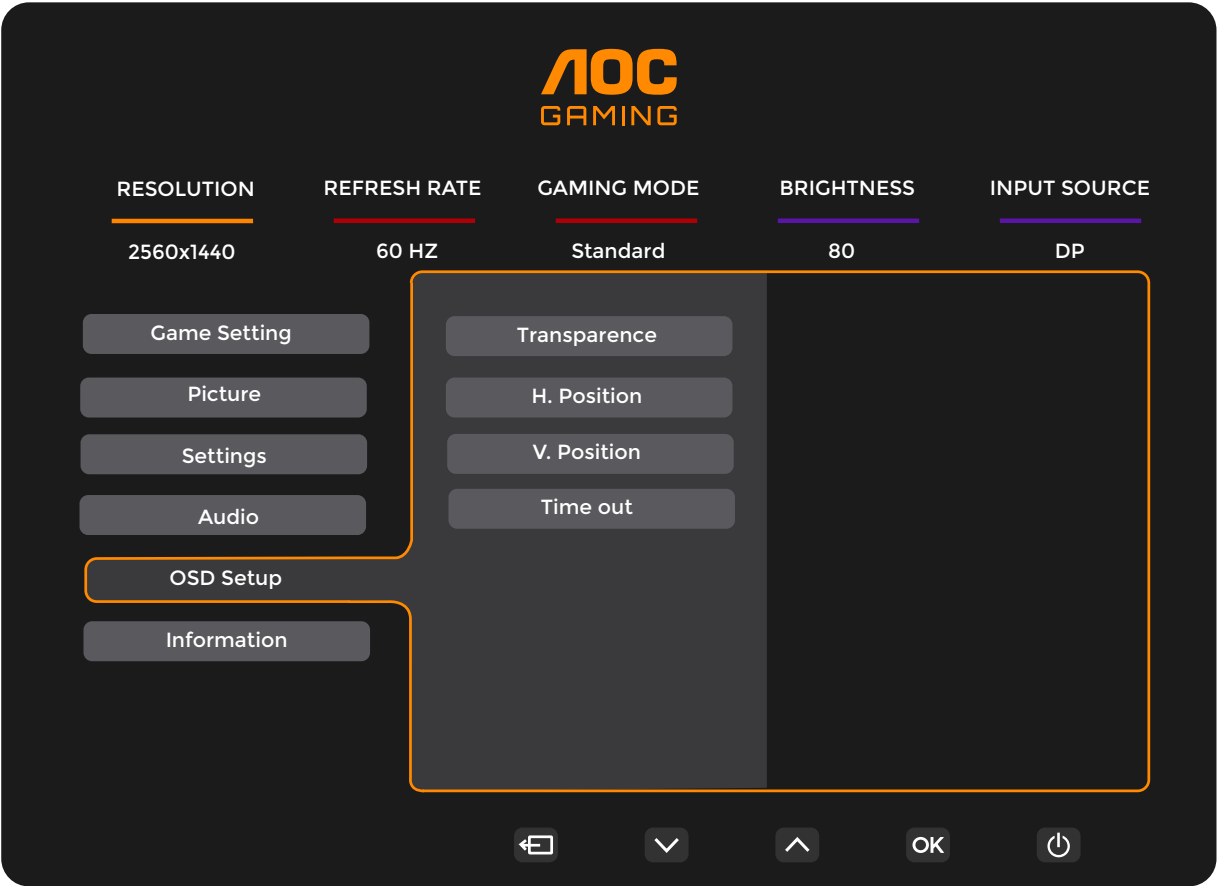 AOC
GAMING
RESOLUTION REFRESH RATE GAMING MODE BRIGHTNESS INPUT SOURCE
2560x1440 60 HZ Standard 80 DP
Game Setting
Picture
Settings
Audio
OSD Setup
Information
Transparence
H. Position
V. Position
Time out
OK